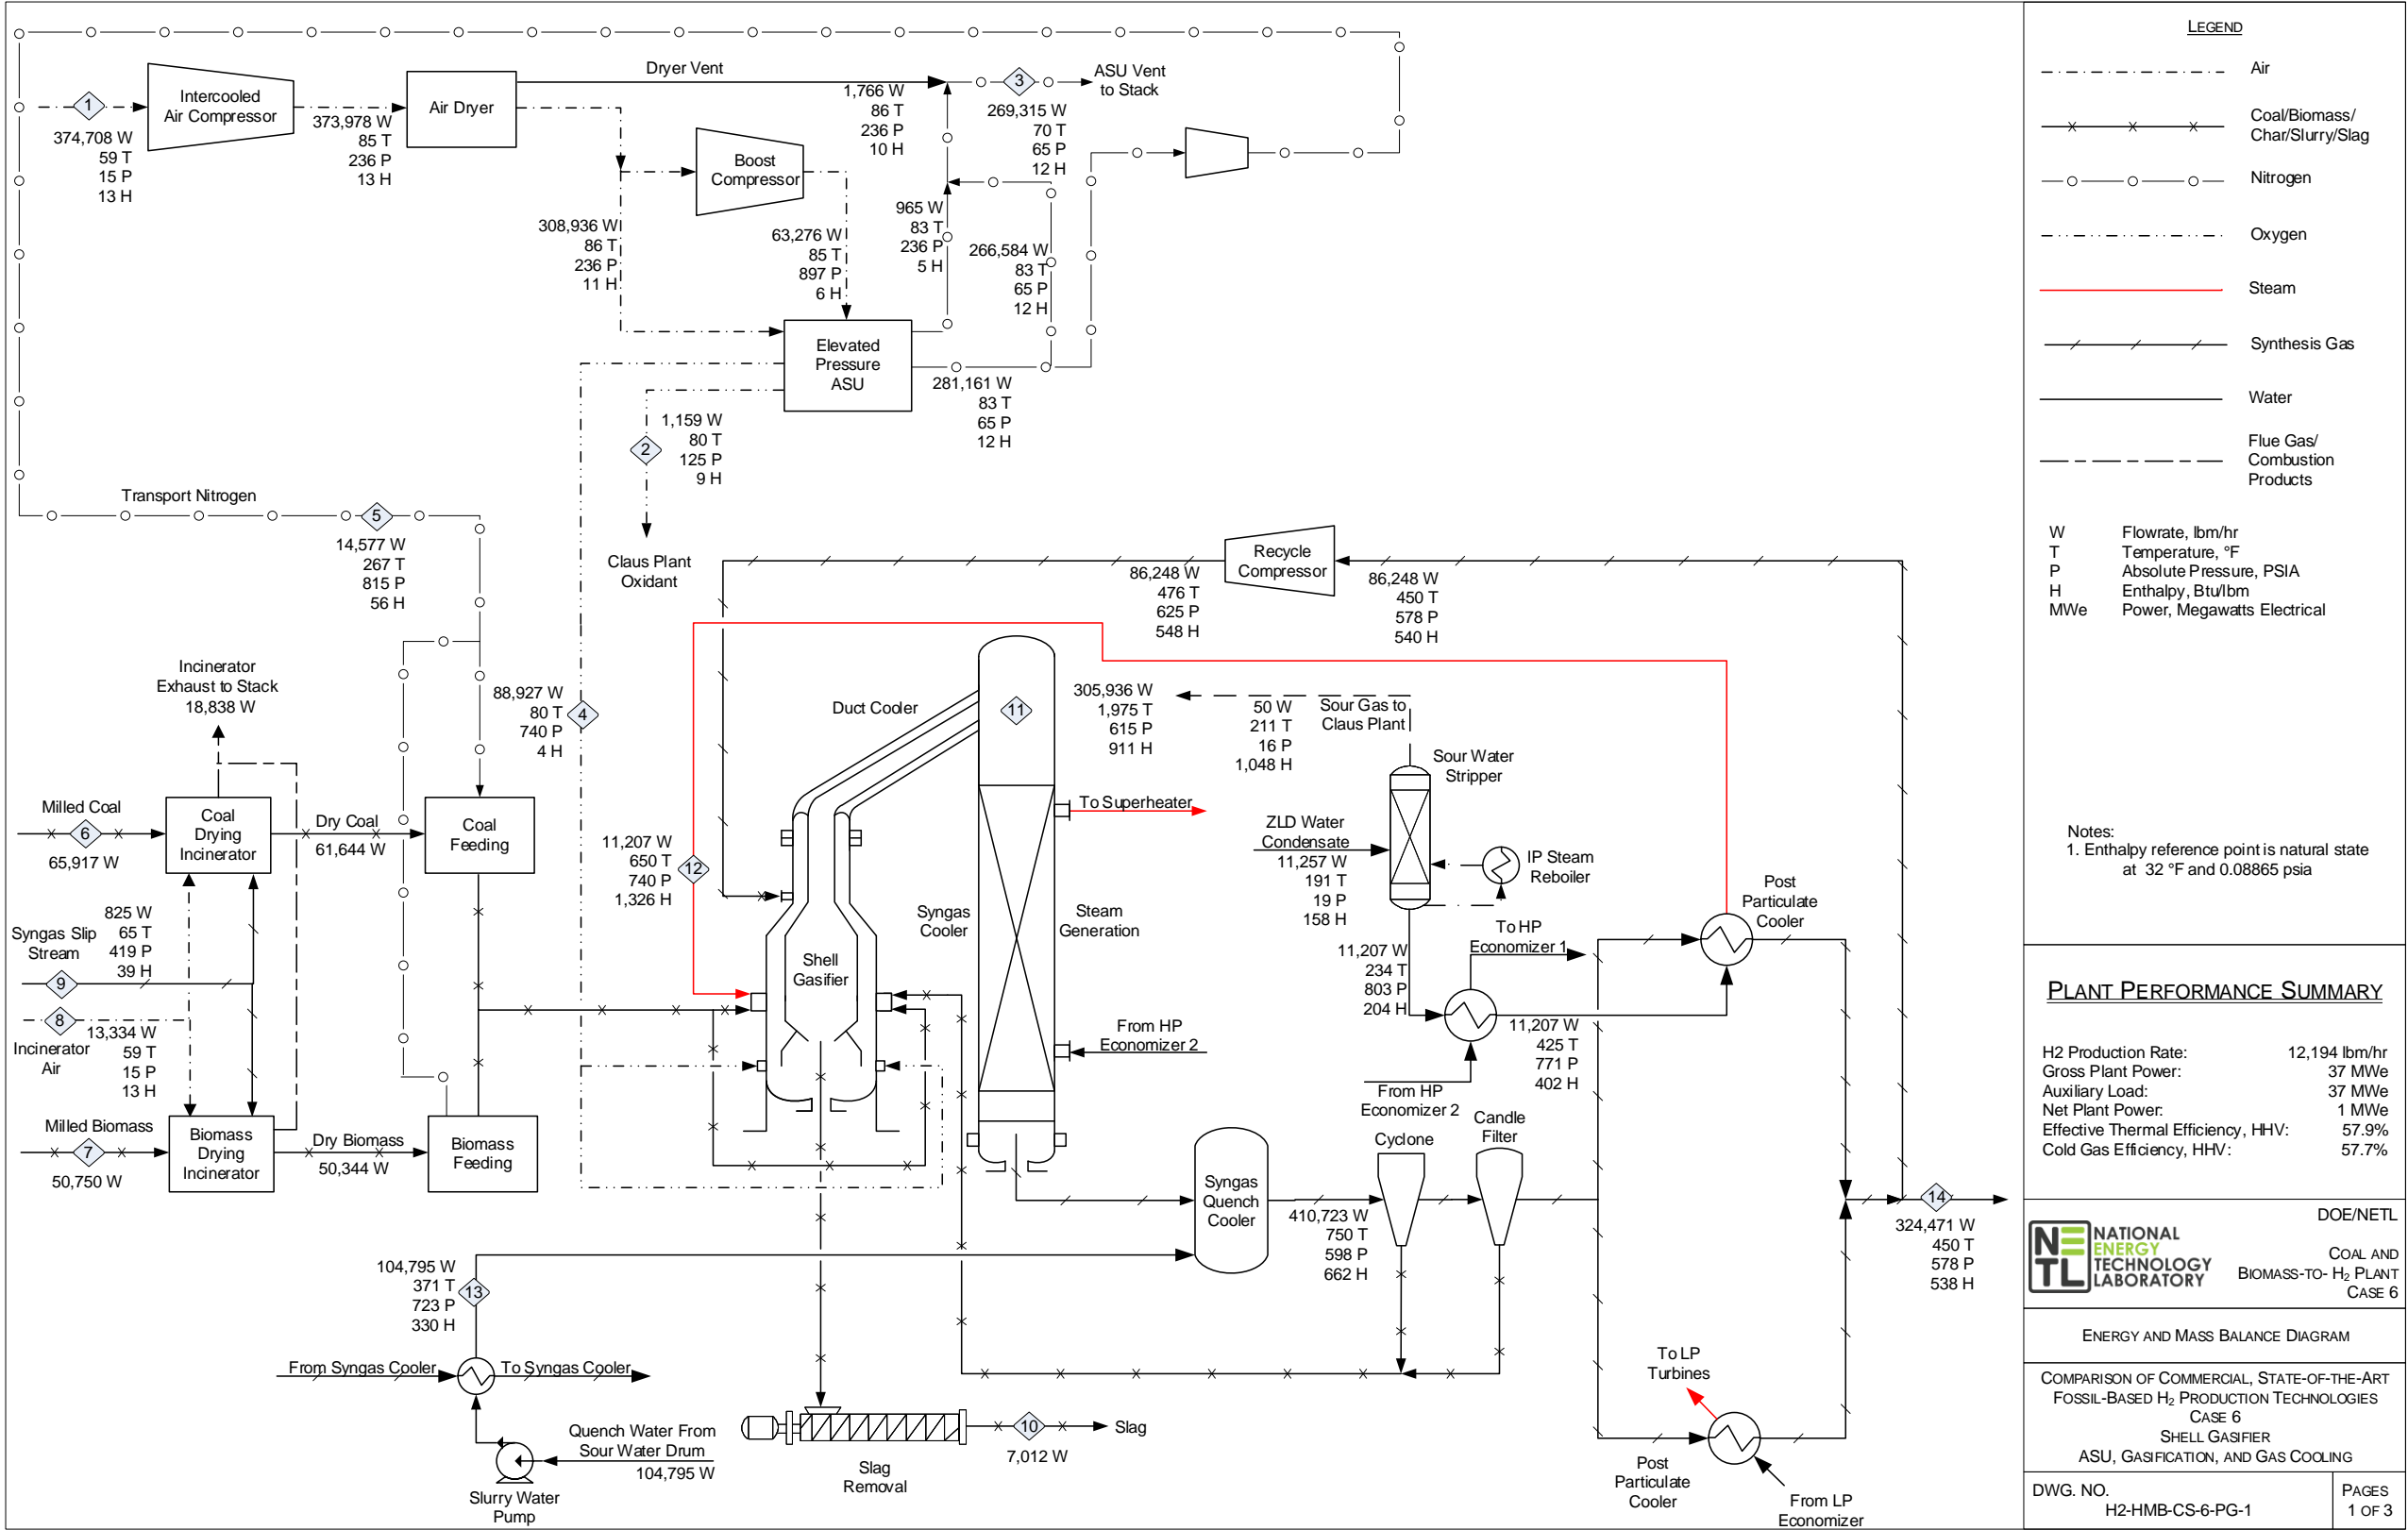 1
374,708 W
59 T
15 P
13 H
Intercooled
Air Compressor
373,978 W
85 T
236 P
13 H
Air Dryer
Dryer Vent
1,766 W
86 T
236 P
10 H
3
ASU Vent
to Stack
269,315 W
70 T
65 P
12 H
Boost
Compressor
308,936 W
86 T
236 P
11 H
63,276 W
85 T
897 P
6 H
965 W
83 T
236 P
5 H
266,584 W
83 T
65 P
12 H
Elevated
Pressure
ASU
281,161 W
83 T
65 P
12 H
2
1,159 W
80 T
125 P
9 H
Claus Plant
Oxidant
Transport Nitrogen
5
14,577 W
267 T
815 P
56 H
Recycle
Compressor
86,248 W
476 T
625 P
548 H
86,248 W
450 T
578 P
540 H
Incinerator
Exhaust to Stack
18,838 W
88,927 W
80 T
740 P
4 H
4
Duct Cooler
11
305,936 W
1,975 T
615 P
911 H
50 W
211 T
16 P
1,048 H
Sour Gas to
Claus Plant
Sour Water
Stripper
Milled Coal
6
65,917 W
Coal
Drying
Incinerator
Dry Coal
61,644 W
Coal
Feeding
To Superheater
ZLD Water
Condensate
11,257 W
191 T
19 P
158 H
IP Steam
Reboiler
11,207 W
650 T
740 P
1,326 H
12
Syngas
Cooler
Steam
Generation
Post
Particulate
Cooler
825 W
65 T
419 P
39 H
Syngas Slip
Stream
9
8
13,334 W
59 T
15 P
13 H
Incinerator
Air
Shell
Gasifier
11,207 W
234 T
803 P
204 H
To HP
Economizer 1
From HP
Economizer 2
11,207 W
425 T
771 P
402 H
From HP
Economizer 2
Milled Biomass
7
50,750 W
Biomass
Drying
Incinerator
Dry Biomass
50,344 W
Biomass
Feeding
Syngas
Quench
Cooler
Cyclone
Candle
Filter
410,723 W
750 T
598 P
662 H
14
324,471 W
450 T
578 P
538 H
104,795 W
371 T
723 P
330 H
13
From Syngas Cooler
To Syngas Cooler
Quench Water From
Sour Water Drum
104,795 W
Slurry Water
Pump
Slag
Removal
10
7,012 W
Slag
To LP
Turbines
Post
Particulate
Cooler
From LP
Economizer
LEGEND
Air
Coal/Biomass/
Char/Slurry/Slag
Nitrogen
Oxygen
Steam
Synthesis Gas
Water
Flue Gas/
Combustion
Products
W Flowrate, lbm/hr
T Temperature, °F
P Absolute Pressure, PSIA
H Enthalpy, Btu/lbm
MWe Power, Megawatts Electrical
Notes:
1. Enthalpy reference point is natural state
at 32 °F and 0.08865 psia
PLANT PERFORMANCE SUMMARY
H2 Production Rate: 12,194 lbm/hr
Gross Plant Power: 37 MWe
Auxiliary Load: 37 MWe
Net Plant Power: 1 MWe
Effective Thermal Efficiency, HHV: 57.9%
Cold Gas Efficiency, HHV: 57.7%
NETL
NATIONAL
ENERGY
TECHNOLOGY
LABORATORY
DOE/NETL
COAL AND
BIOMASS-TO- H2 PLANT
CASE 6
ENERGY AND MASS BALANCE DIAGRAM
COMPARISON OF COMMERCIAL, STATE-OF-THE-ART
FOSSIL-BASED H2 PRODUCTION TECHNOLOGIES
CASE 6
SHELL GASIFIER
ASU, GASIFICATION, AND GAS COOLING
DWG. NO.
H2-HMB-CS-6-PG-1
PAGES
1 OF 3